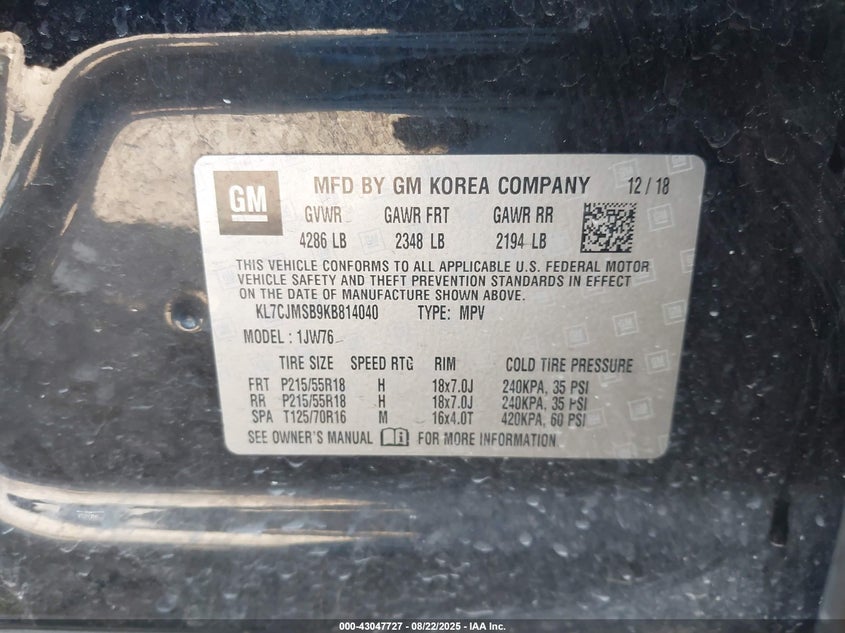 GM MFD BY GM KOREA COMPANY 12 / 18
GVWR GAWR FRT GAWR RR
4286 LB 2348 LB 2194 LB
THIS VEHICLE CONFORMS TO ALL APPLICABLE U.S. FEDERAL MOTOR
VEHICLE SAFETY AND THEFT PREVENTION STANDARDS IN EFFECT
ON THE DATE OF MANUFACTURE SHOWN ABOVE.
KL7CJMSB9KB814040 TYPE: MPV
MODEL : 1JW76
TIRE SIZE SPEED RTG RIM COLD TIRE PRESSURE
FRT P215/55R18 H 18x7.0J 240KPA, 35 PSI
RR P215/55R18 H 18x7.0J 240KPA, 35 PSI
SPA T125/70R16 M 16x4.0T 420KPA, 60 PSI
SEE OWNER'S MANUAL FOR MORE INFORMATION
000-43047727 - 08/22/2025 - IAA Inc.